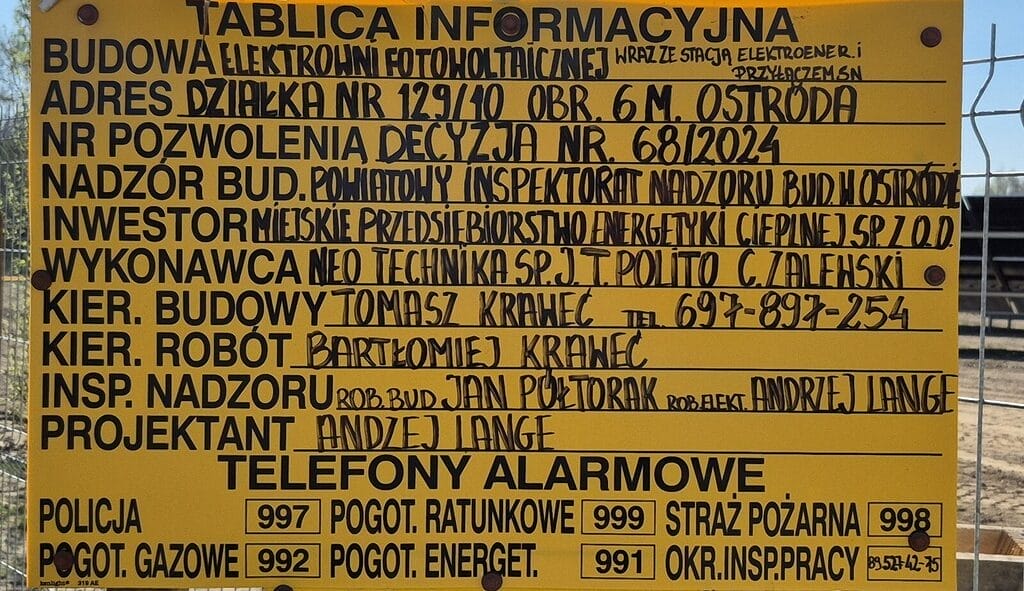 TABLICA INFORMACYJNA
BUDOWA ELEKTROWNI FOTOWOLTAICZNEJ WRAZ ZE STACJĄ ELEKTROENER. i
PRZYŁĄCZEM SN
ADRES DZIAŁKA NR 129/10 OBR. 6 M. OSTRÓDA
NR POZWOLENIA DECYZJA NR. 68/2024
NADZÓR BUD. POWIATOWY INSPEKTORAT NADZORU BUD. W OSTRÓDZIE
INWESTOR MIEJSKIE PRZEDSIĘBIORSTWO ENERGETYKI CIEPLNEJ SP. Z O.O.
WYKONAWCA NEO TECHNIKA SP.J. T. POLITO C. ZALEWSKI
KIER. BUDOWY TOMASZ KRAWEĆ TEL. 697-897-254
KIER. ROBÓT BARTŁOMIEJ KRAWEĆ
INSP. NADZORU ROB. BUD. JAN PÓŁTORAK ROB. ELEKT. ANDRZEJ LANGE
PROJEKTANT ANDZEJ LANGE
TELEFONY ALARMOWE
POLICJA 997 POGOT. RATUNKOWE 999 STRAŻ POŻARNA 998
POGOT. GAZOWE 992 POGOT. ENERGET. 991 OKR.INSP.PRACY 89 527-42-75
319 AE